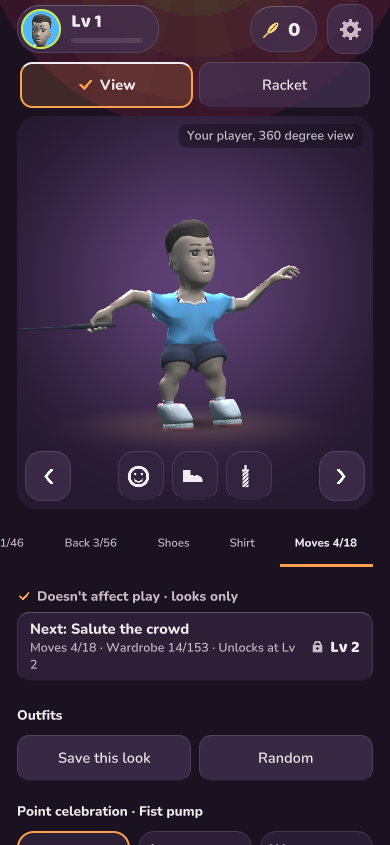 Lv 1
0
View
Racket
Your player, 360 degree view
1/46
Back 3/56
Shoes
Shirt
Moves 4/18
Doesn't affect play · looks only
Next: Salute the crowd
Moves 4/18 · Wardrobe 14/153 · Unlocks at Lv
2
Lv 2
Outfits
Save this look
Random
Point celebration · Fist pump